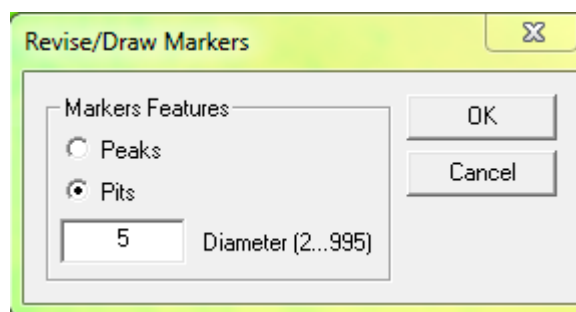 Revise/Draw Markers
Markers Features
Peaks
Pits
5 Diameter (2...995)
OK
Cancel